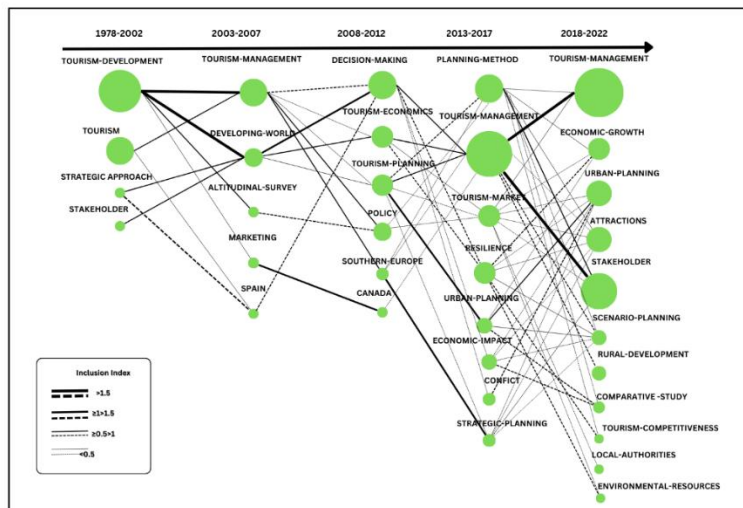 1978-2002 2003-2007 2008-2012 2013-2017 2018-2022
TOURISM-DEVELOPMENT TOURISM-MANAGEMENT DECISION-MAKING PLANNING-METHOD TOURISM-MANAGEMENT
TOURISM-ECONOMICS TOURISM-MANAGEMENT
TOURISM DEVELOPING-WORLD ECONOMIC-GROWTH
TOURISM-PLANNING
STRATEGIC APPROACH URBAN-PLANNING
ALTITUDINAL-SURVEY TOURISM-MARKET
STAKEHOLDER POLICY ATTRACTIONS
MARKETING RESILIENCE
SOUTHERN-EUROPE STAKEHOLDER
SPAIN CANADA URBAN-PLANNING
SCENARIO-PLANNING
ECONOMIC-IMPACT
RURAL-DEVELOPMENT
CONFICT
COMPARATIVE -STUDY
STRATEGIC-PLANNING
TOURISM-COMPETITIVENESS
LOCAL-AUTHORITIES
ENVIRONMENTAL-RESOURCES
Inclusion Index
>1.5
≥1>1.5
≥0.5>1
<0.5